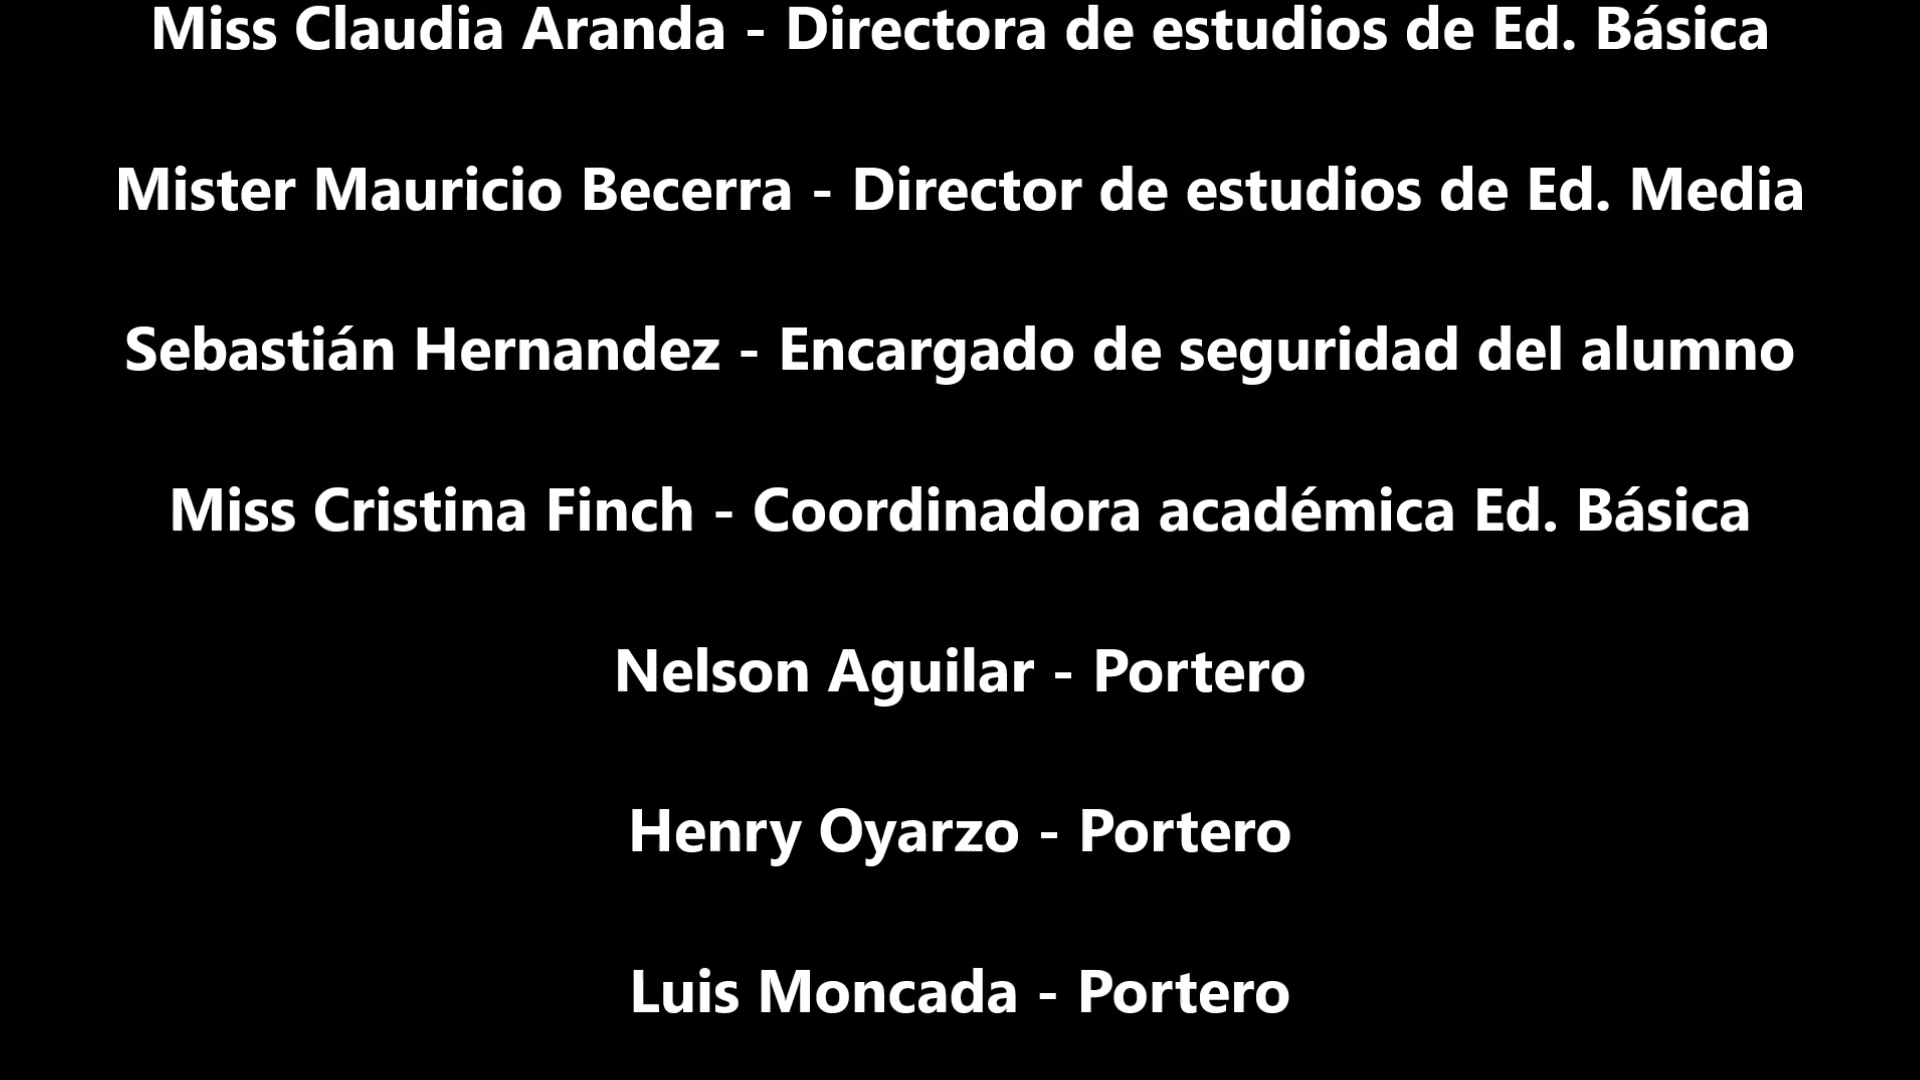 Miss Claudia Aranda - Directora de estudios de Ed. Básica
Mister Mauricio Becerra - Director de estudios de Ed. Media
Sebastián Hernandez - Encargado de seguridad del alumno
Miss Cristina Finch - Coordinadora académica Ed. Básica
Nelson Aguilar - Portero
Henry Oyarzo - Portero
Luis Moncada - Portero